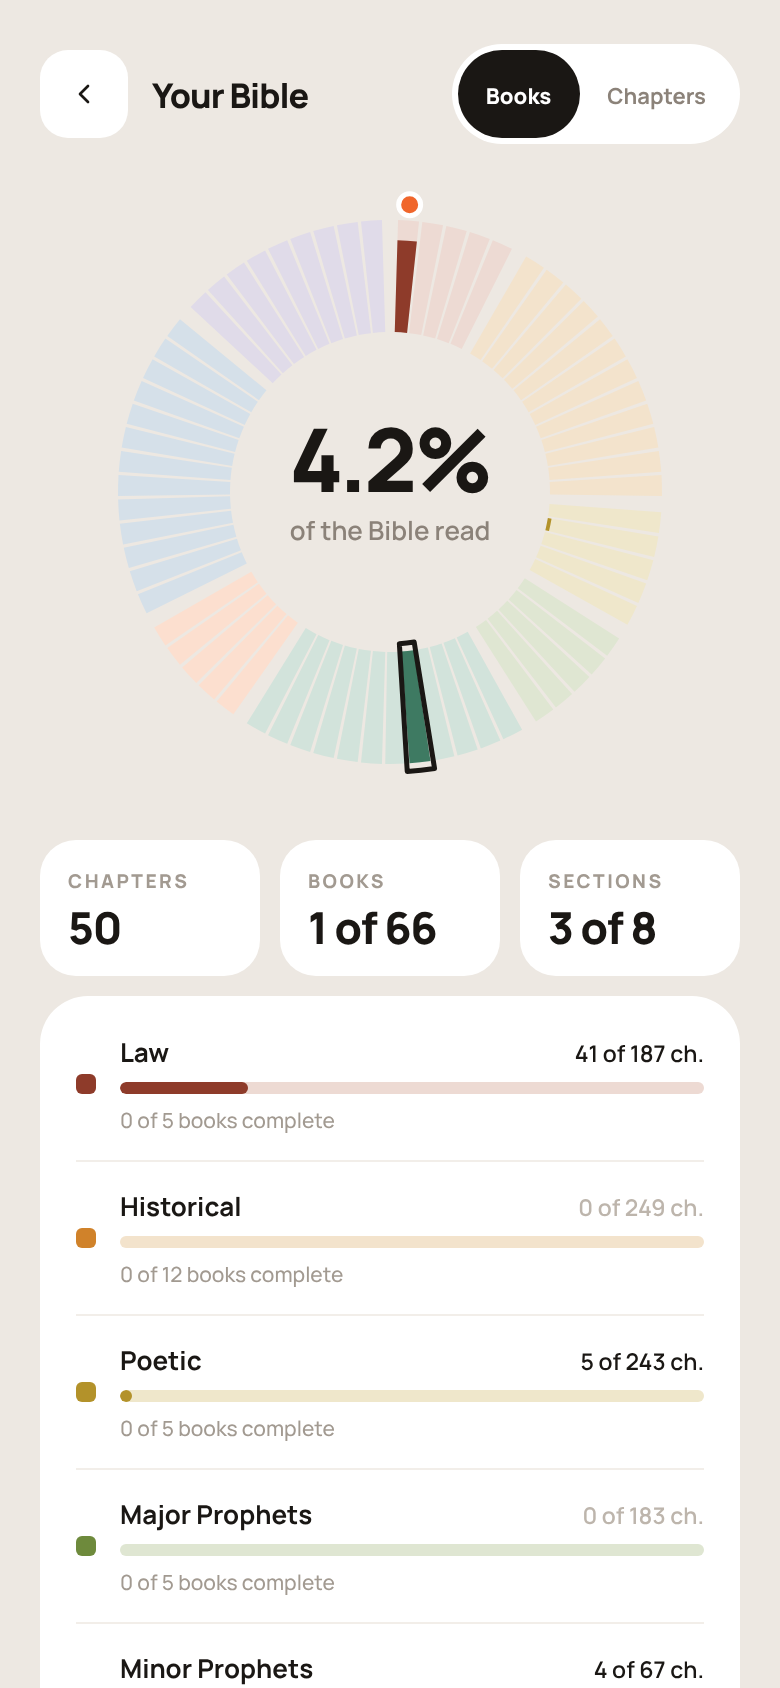 Your Bible
Books
Chapters
4.2%
of the Bible read
CHAPTERS
50
BOOKS
1 of 66
SECTIONS
3 of 8
Law
41 of 187 ch.
0 of 5 books complete
Historical
0 of 249 ch.
0 of 12 books complete
Poetic
5 of 243 ch.
0 of 5 books complete
Major Prophets
0 of 183 ch.
0 of 5 books complete
Minor Prophets
4 of 67 ch.